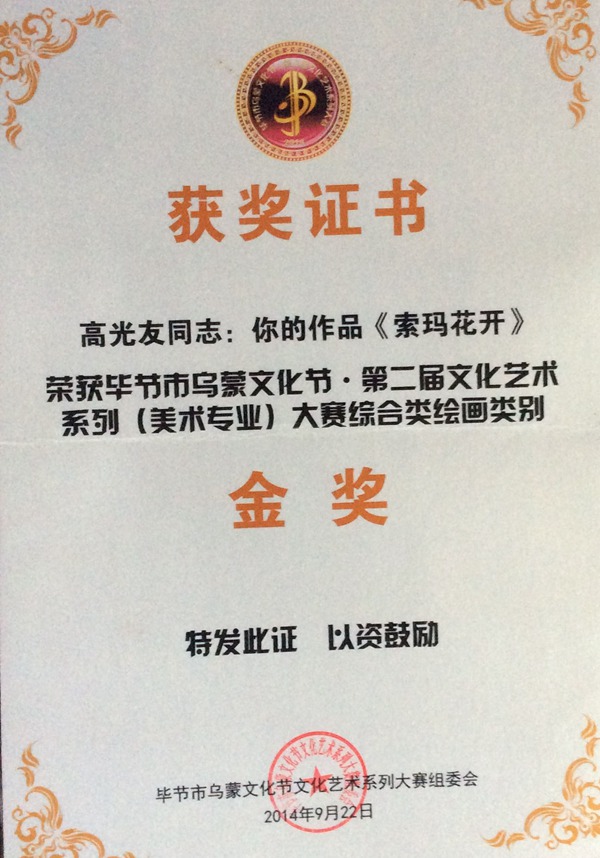 获奖证书
高光友同志：你的作品《索玛花开》
荣获毕节市乌蒙文化节·第二届文化艺术
系列（美术专业）大赛综合类绘画类别
金奖
特发此证 以资鼓励
毕节市乌蒙文化节文化艺术系列大赛组委会
2014年9月22日